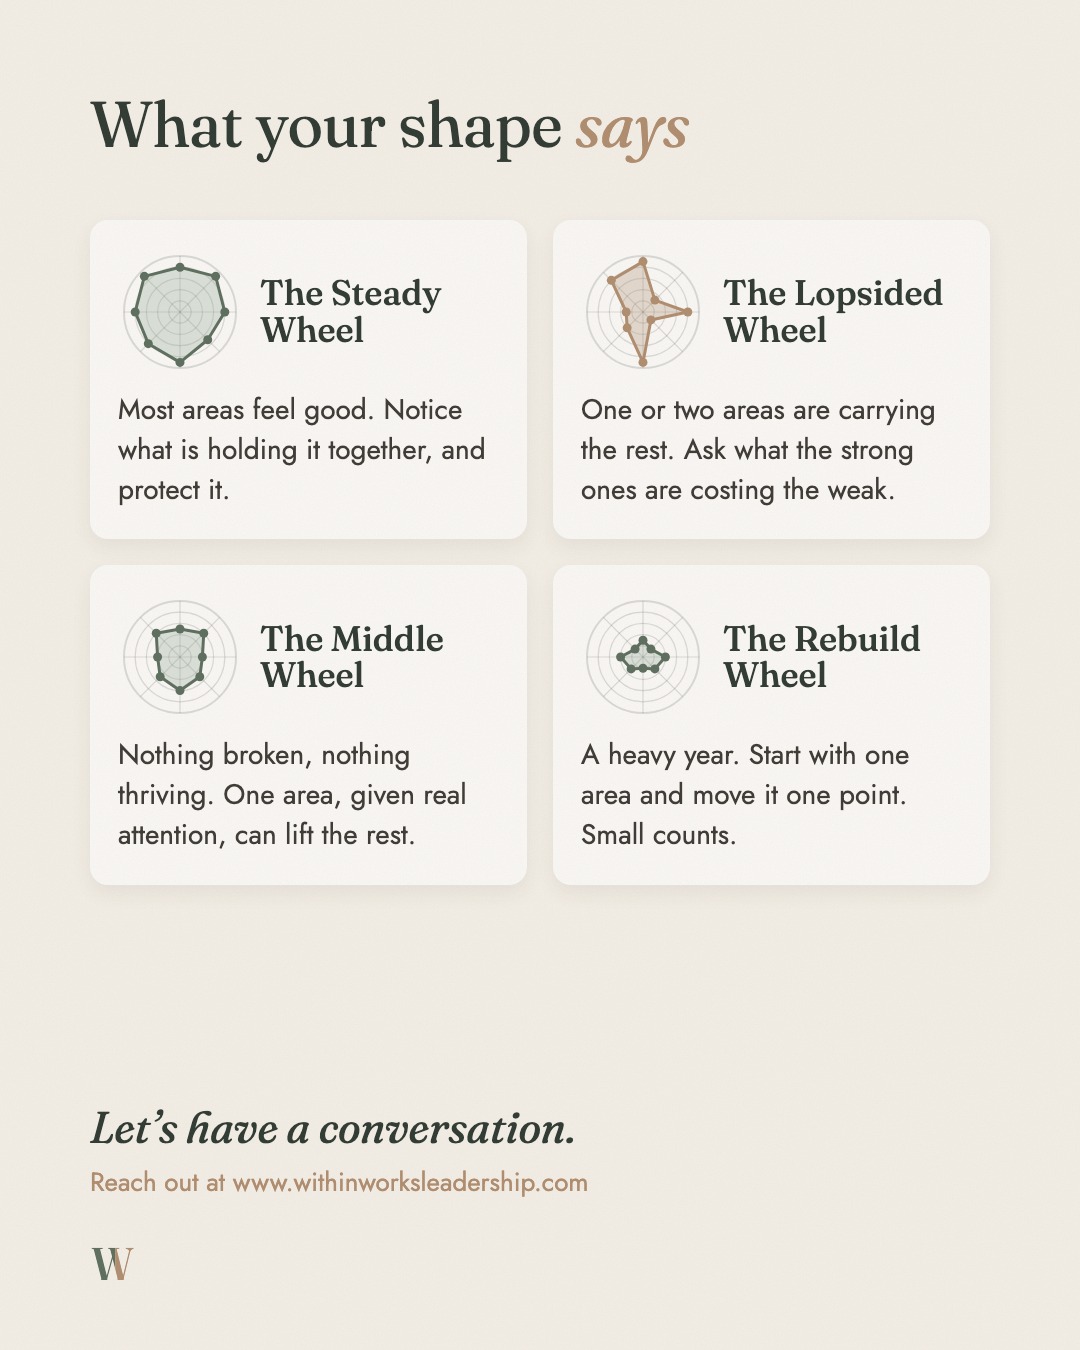 What your shape says
The Steady
Wheel
Most areas feel good. Notice
what is holding it together, and
protect it.
The Lopsided
Wheel
One or two areas are carrying
the rest. Ask what the strong
ones are costing the weak.
The Middle
Wheel
Nothing broken, nothing
thriving. One area, given real
attention, can lift the rest.
The Rebuild
Wheel
A heavy year. Start with one
area and move it one point.
Small counts.
Let’s have a conversation.
Reach out at www.withinworksleadership.com
W